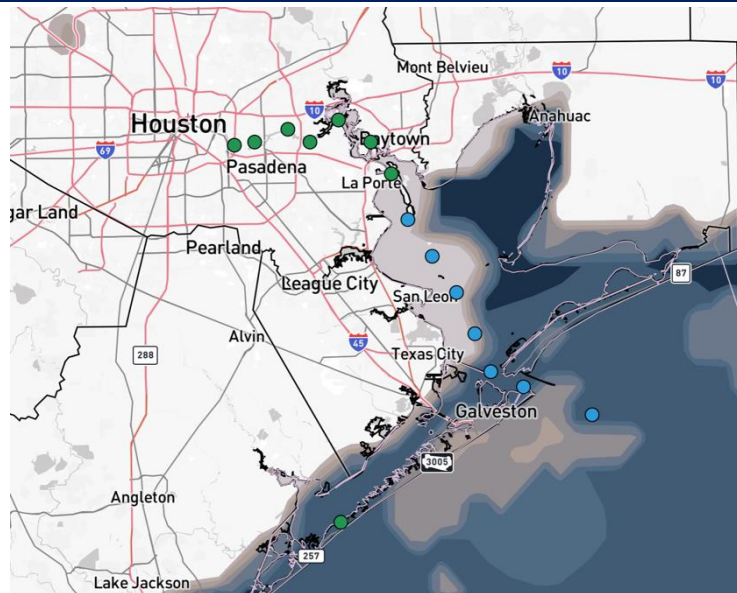 Mont Belvieu
10
10
10
Anahuac
Houston
Baytown
69
Pasadena
La Porte
gar Land
Pearland
87
League City
San Leon
Alvin
45
288
Texas City
Galveston
3005
Angleton
257
Lake Jackson